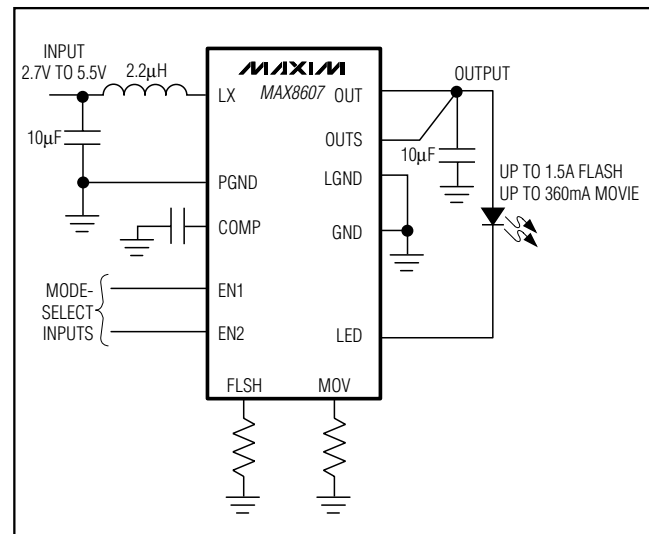 INPUT
2.7V TO 5.5V
2.2μH
10μF
MAXIM
MAX8607
LX
PGND
COMP
EN1
EN2
FLSH
MOV
OUT
OUTS
LGND
GND
LED
OUTPUT
10μF
UP TO 1.5A FLASH
UP TO 360mA MOVIE
MODE-
SELECT
INPUTS